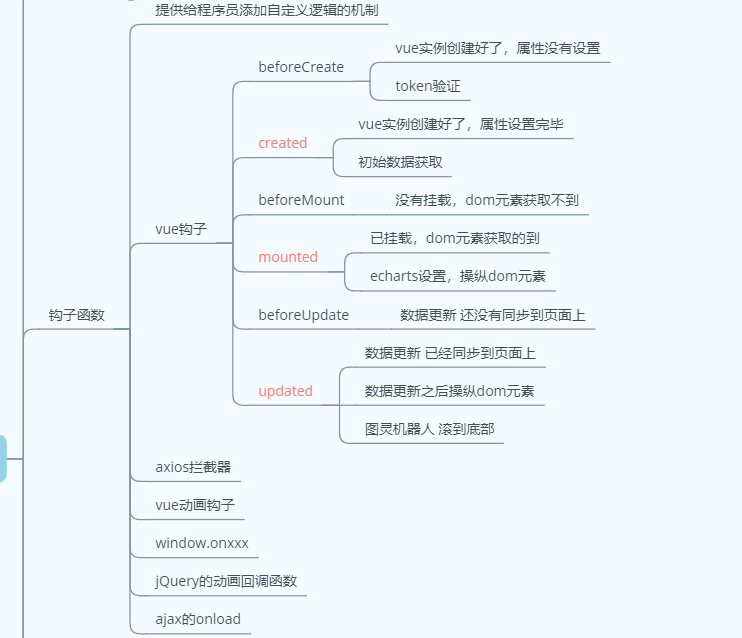 提供给程序员添加自定义逻辑的机制
vue实例创建好了，属性没有设置
beforeCreate
token验证
vue实例创建好了，属性设置完毕
created
初始数据获取
beforeMount
没有挂载，dom元素获取不到
vue钩子
已挂载，dom元素获取的到
mounted
echarts设置，操纵dom元素
钩子函数
beforeUpdate
数据更新 还没有同步到页面上
数据更新 已经同步到页面上
updated
数据更新之后操纵dom元素
图灵机器人 滚到底部
axios拦截器
vue动画钩子
window.onxxx
jQuery的动画回调函数
ajax的onload